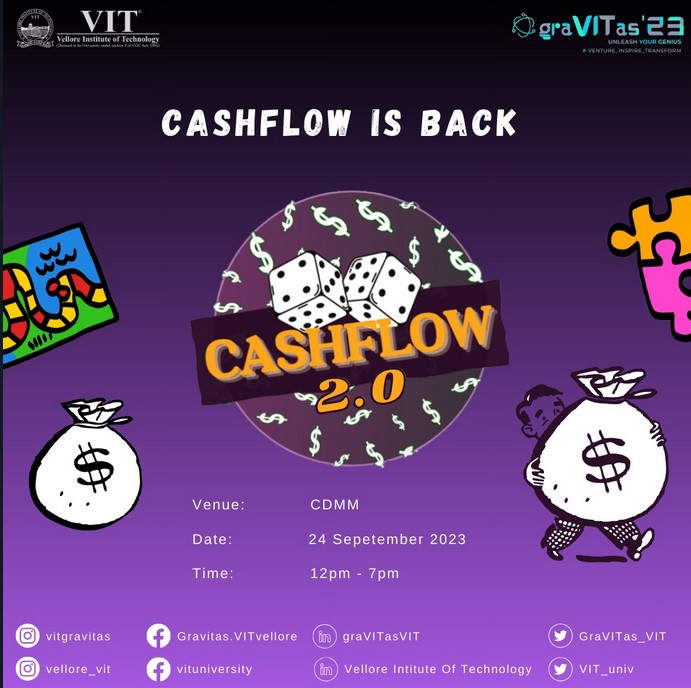 VIT
VIT®
Vellore Institute of Technology
(Deemed to be University under section 3 of UGC Act, 1956)
graVITas'23
UNLEASH YOUR GENIUS
# VENTURE_INSPIRE_TRANSFORM
CASHFLOW IS BACK
CASHFLOW
2.0
$
$
Venue: CDMM
Date: 24 Sepetember 2023
Time: 12pm - 7pm
vitgravitas Gravitas.VITvellore graVITasVIT GraVITas_VIT
vellore_vit vituniversity Vellore Intitute Of Technology VIT_univ